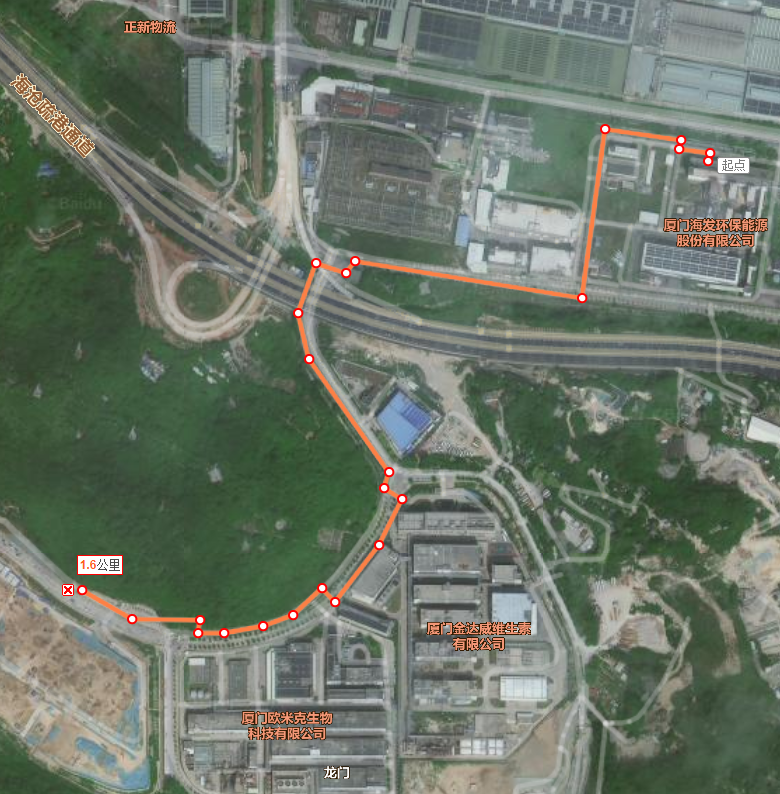 正新物流
海沧疏港通道
Baidu
起点
厦门海发环保能源
股份有限公司
1.6公里
厦门金达威维生素
有限公司
厦门欧米克生物
科技有限公司
龙门